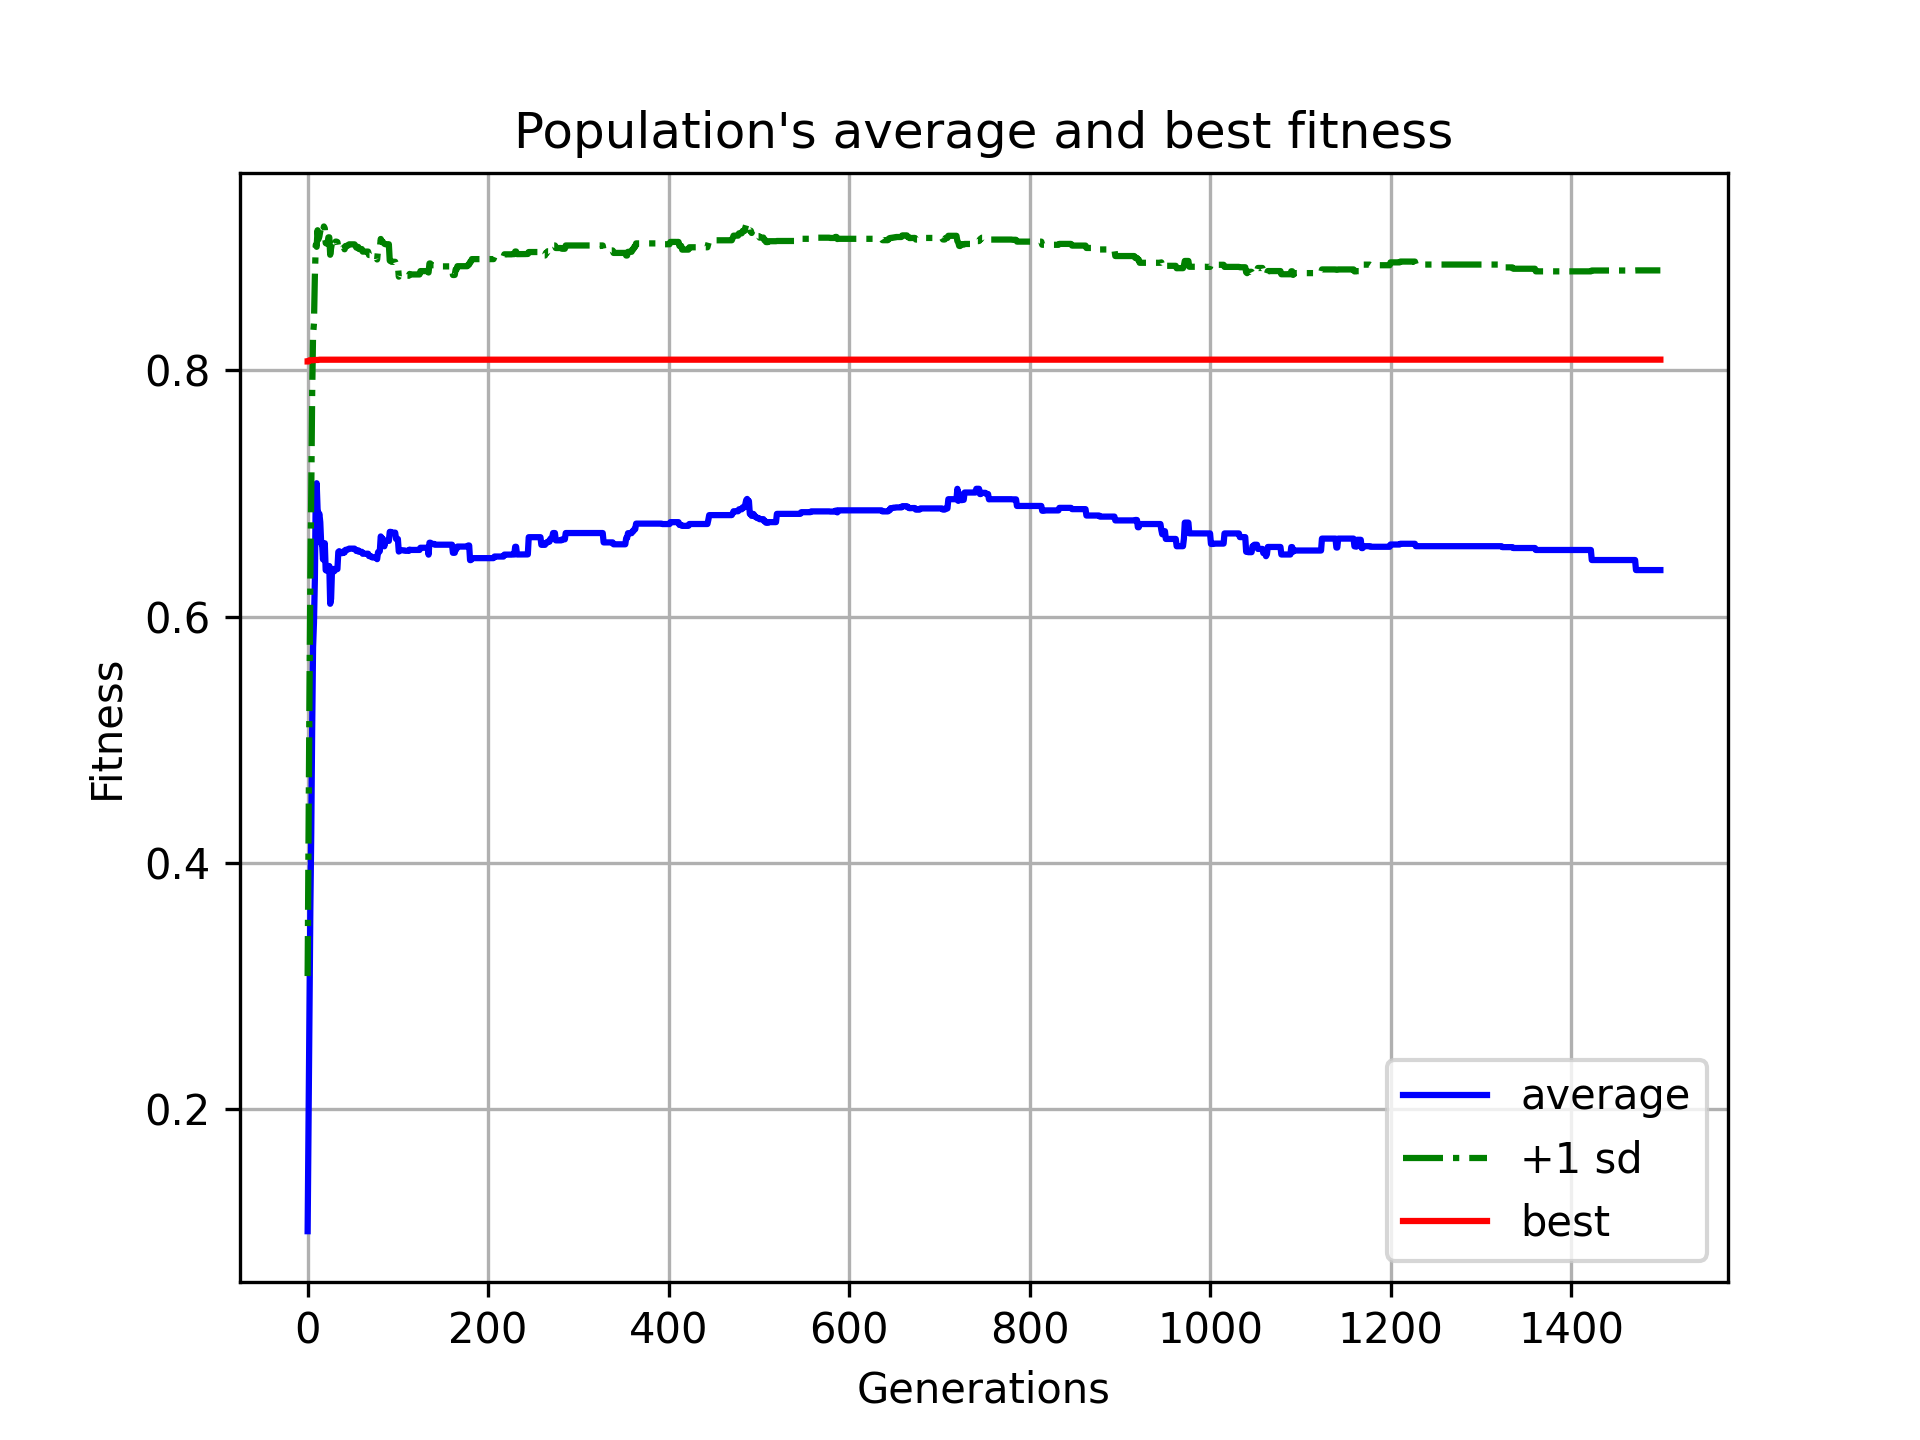 Population's average and best fitness
Fitness
0.8
0.6
0.4
0.2
0 200 400 600 800 1000 1200 1400
Generations
average
+1 sd
best